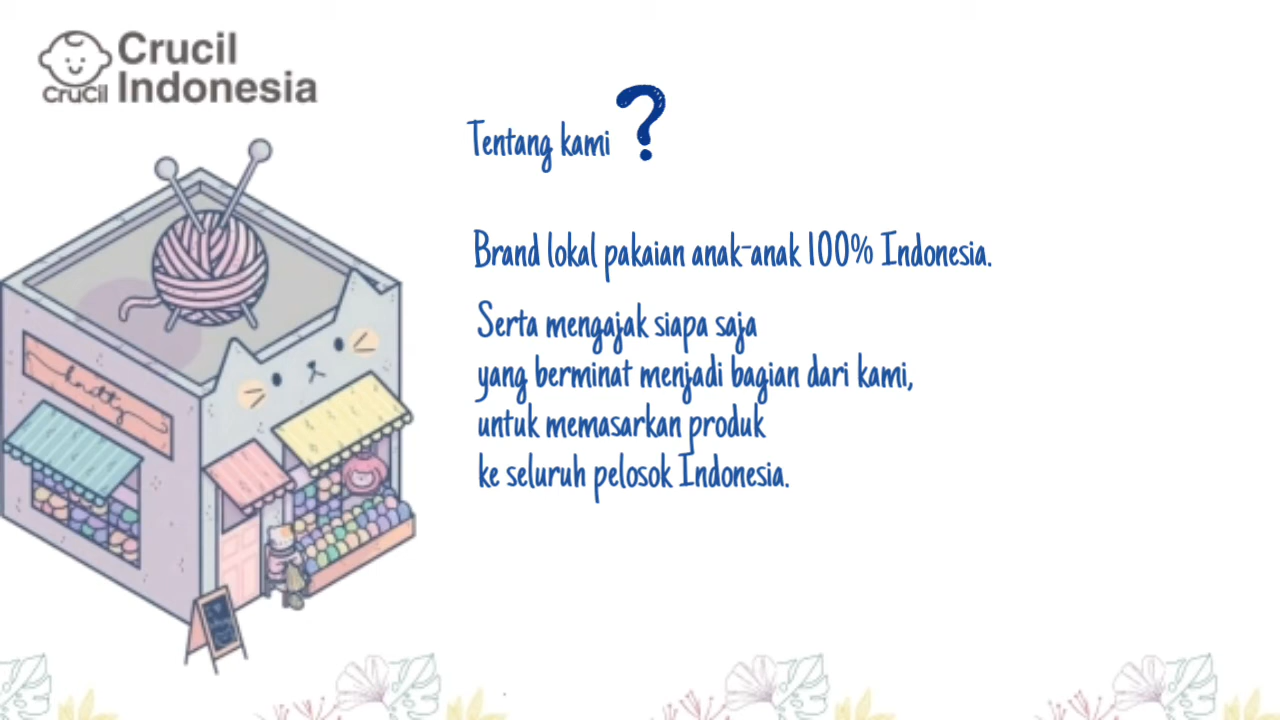 Crucil
Indonesia
crucil
Tentang kami ?
Brand lokal pakaian anak-anak 100% Indonesia.
Serta mengajak siapa saja
yang berminat menjadi bagian dari kami,
untuk memasarkan produk
ke seluruh pelosok Indonesia.
knitty